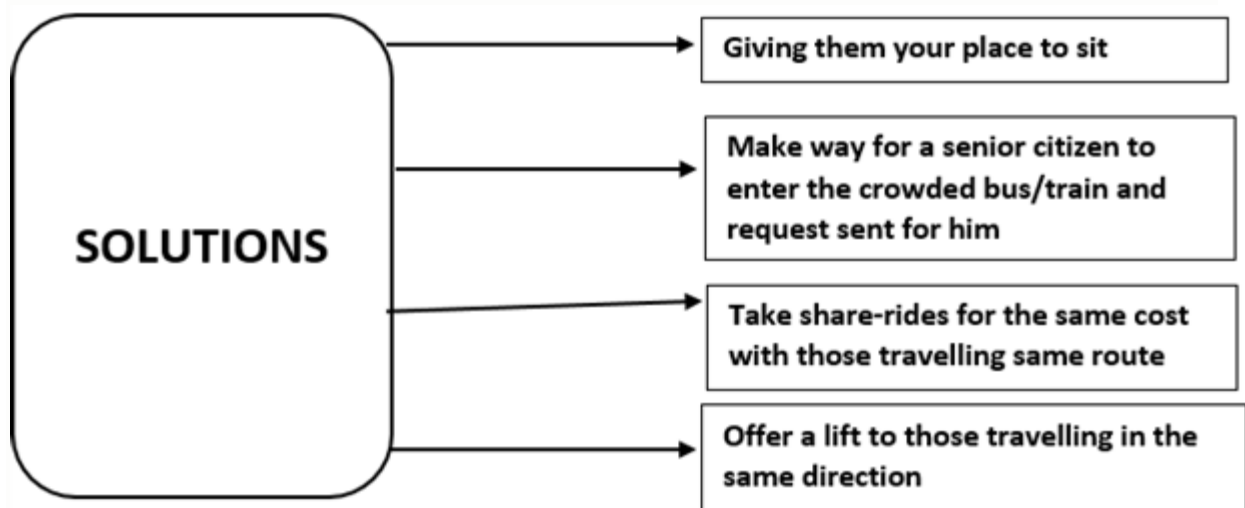 SOLUTIONS
Giving them your place to sit
Make way for a senior citizen to
enter the crowded bus/train and
request sent for him
Take share-rides for the same cost
with those travelling same route
Offer a lift to those travelling in the
same direction